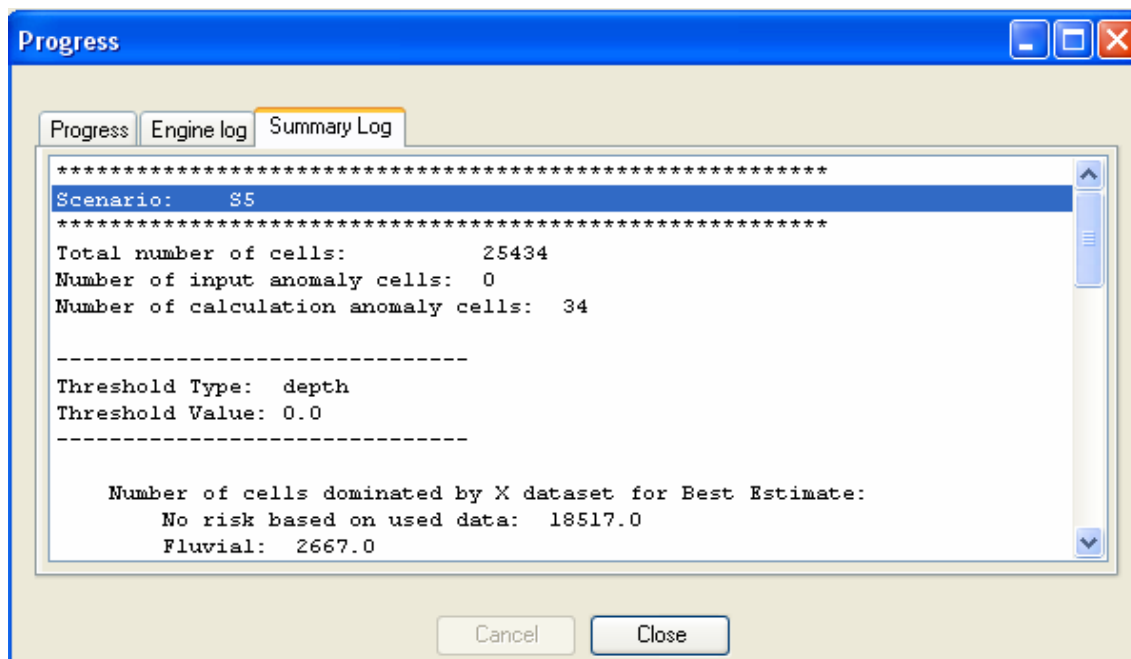 Progress
Progress Engine log Summary Log
**********************************************************
Scenario:    S5
**********************************************************
Total number of cells:          25434
Number of input anomaly cells:  0
Number of calculation anomaly cells:  34
-------------------------------
Threshold Type:  depth
Threshold Value: 0.0
-------------------------------
Number of cells dominated by X dataset for Best Estimate:
No risk based on used data:  18517.0
Fluvial:  2667.0
Cancel Close